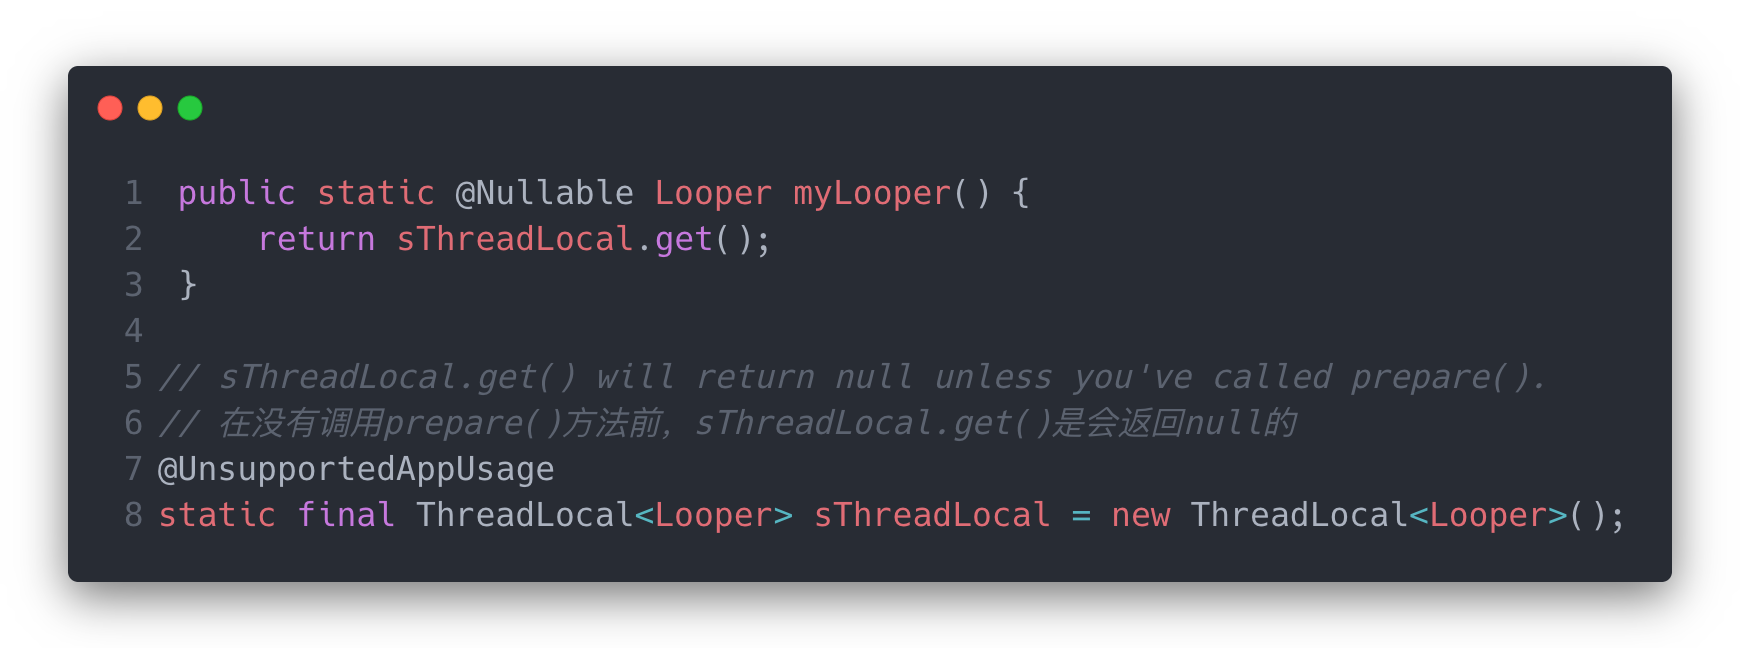 1 public static @Nullable Looper myLooper() {
2     return sThreadLocal.get();
3 }
4
5 // sThreadLocal.get() will return null unless you've called prepare().
6 // 在没有调用prepare()方法前，sThreadLocal.get()是会返回null的
7 @UnsupportedAppUsage
8 static final ThreadLocal<Looper> sThreadLocal = new ThreadLocal<Looper>();